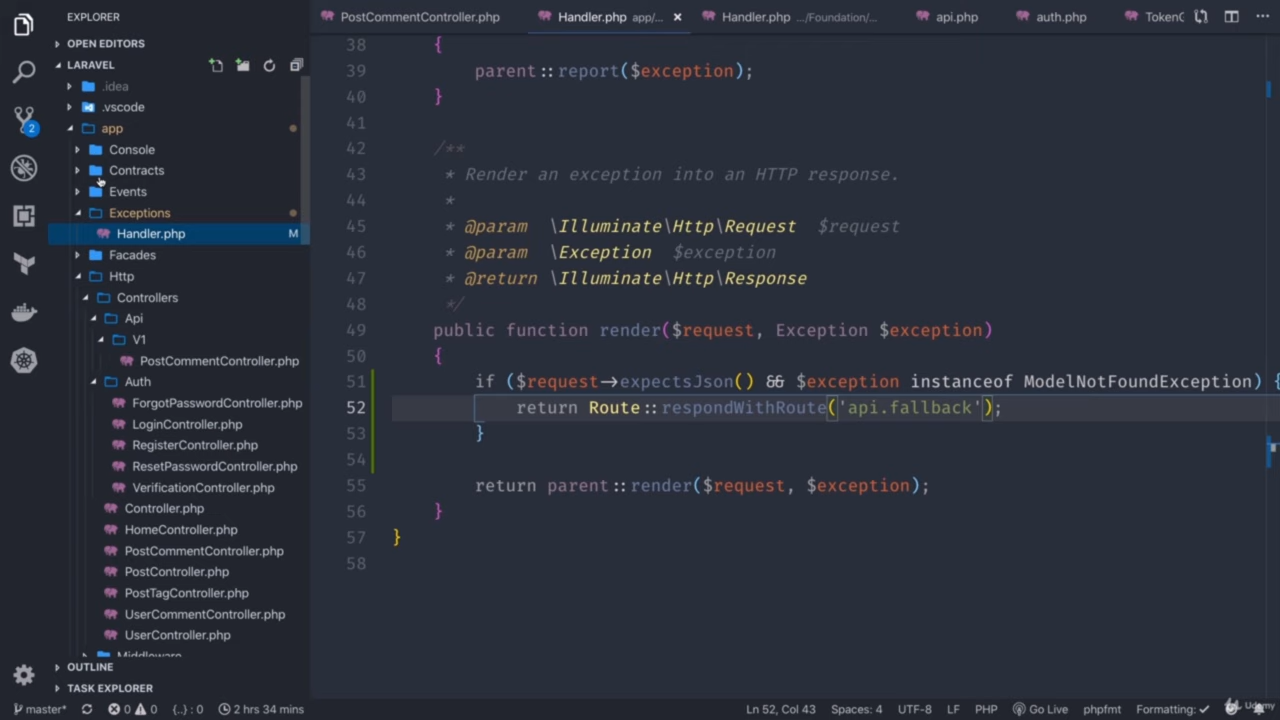 EXPLORER
OPEN EDITORS
LARAVEL
.idea
.vscode
app
Console
Contracts
Events
Exceptions
Handler.php M
Facades
Http
Controllers
Api
V1
PostCommentController.php
Auth
ForgotPasswordController.php
LoginController.php
RegisterController.php
ResetPasswordController.php
VerificationController.php
Controller.php
HomeController.php
PostCommentController.php
PostController.php
PostTagController.php
UserCommentController.php
UserController.php
Middleware
OUTLINE
TASK EXPLORER
2
PostCommentController.php Handler.php app/... × Handler.php .../Foundation/... api.php auth.php TokenG
38 {
39 parent::report($exception);
40 }
41
42 /**
43 * Render an exception into an HTTP response.
44 *
45 * @param \Illuminate\Http\Request $request
46 * @param \Exception $exception
47 * @return \Illuminate\Http\Response
48 */
49 public function render($request, Exception $exception)
50 {
51 if ($request->expectsJson() && $exception instanceof ModelNotFoundException) {
52 return Route::respondWithRoute('api.fallback');
53 }
54
55 return parent::render($request, $exception);
56 }
57 }
58
master* 0 0 {..} : 0 2 hrs 34 mins Ln 52, Col 43 Spaces: 4 UTF-8 LF PHP Go Live phpfmt Formatting: ✓
Udemy